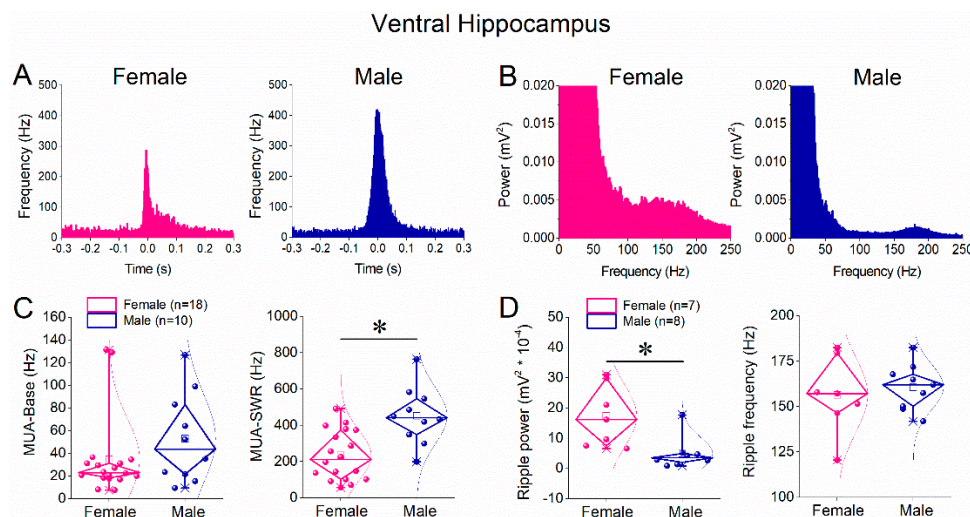 Ventral Hippocampus
A
Female
Male
500
400
300
200
100
0
Frequency (Hz)
-0.3 -0.2 -0.1 0.0 0.1 0.2 0.3
Time (s)
500
400
300
200
100
0
Frequency (Hz)
-0.3 -0.2 -0.1 0.0 0.1 0.2 0.3
Time (s)
B
Female
Male
0.020
0.015
0.010
0.005
0.000
Power (mV²)
0 50 100 150 200 250
Frequency (Hz)
0.020
0.015
0.010
0.005
0.000
Power (mV²)
0 50 100 150 200 250
Frequency (Hz)
C
Female (n=18)
Male (n=10)
160
140
120
100
80
60
40
20
0
MUA-Base (Hz)
Female Male
*
1000
800
600
400
200
0
MUA-SWR (Hz)
Female Male
D
Female (n=7)
Male (n=8)
*
50
40
30
20
10
0
-10
Ripple power (mV² * 10⁻⁴)
Female Male
200
175
150
125
100
Ripple frequency (Hz)
Female Male